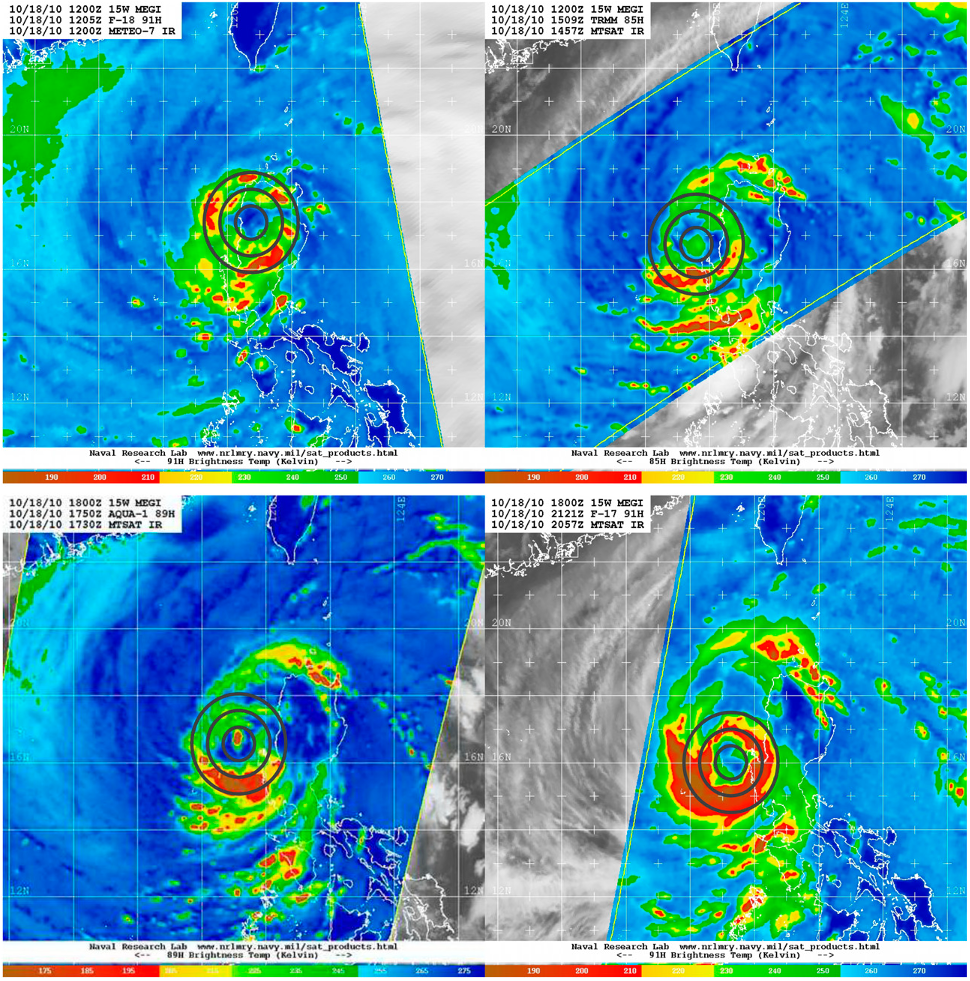 10/18/10 1200Z 15W MEGI
10/18/10 1205Z F-18 91H
10/18/10 1200Z METEO-7 IR
120E
20N
16N
12N
Naval Research Lab www.nrlmry.navy.mil/sat_products.html
<-- 91H Brightness Temp (Kelvin) -->
190 200 210 220 230 240 250 260 270
10/18/10 1200Z 15W MEGI
10/18/10 1509Z TRMM 85H
10/18/10 1457Z MTSAT IR
124E
20N
16N
12N
Naval Research Lab www.nrlmry.navy.mil/sat_products.html
<-- 85H Brightness Temp (Kelvin) -->
190 200 210 220 230 240 250 260 270
10/18/10 1800Z 15W MEGI
10/18/10 1750Z AQUA-1 89H
10/18/10 1730Z MTSAT IR
120E
124E
20N
16N
12N
Naval Research Lab www.nrlmry.navy.mil/sat_products.html
<-- 89H Brightness Temp (Kelvin) -->
175 185 195 205 215 225 235 245 255 265 275
10/18/10 1800Z 15W MEGI
10/18/10 2121Z F-17 91H
10/18/10 2057Z MTSAT IR
120E
124E
20N
16N
12N
Naval Research Lab www.nrlmry.navy.mil/sat_products.html
<-- 91H Brightness Temp (Kelvin) -->
190 200 210 220 230 240 250 260 270